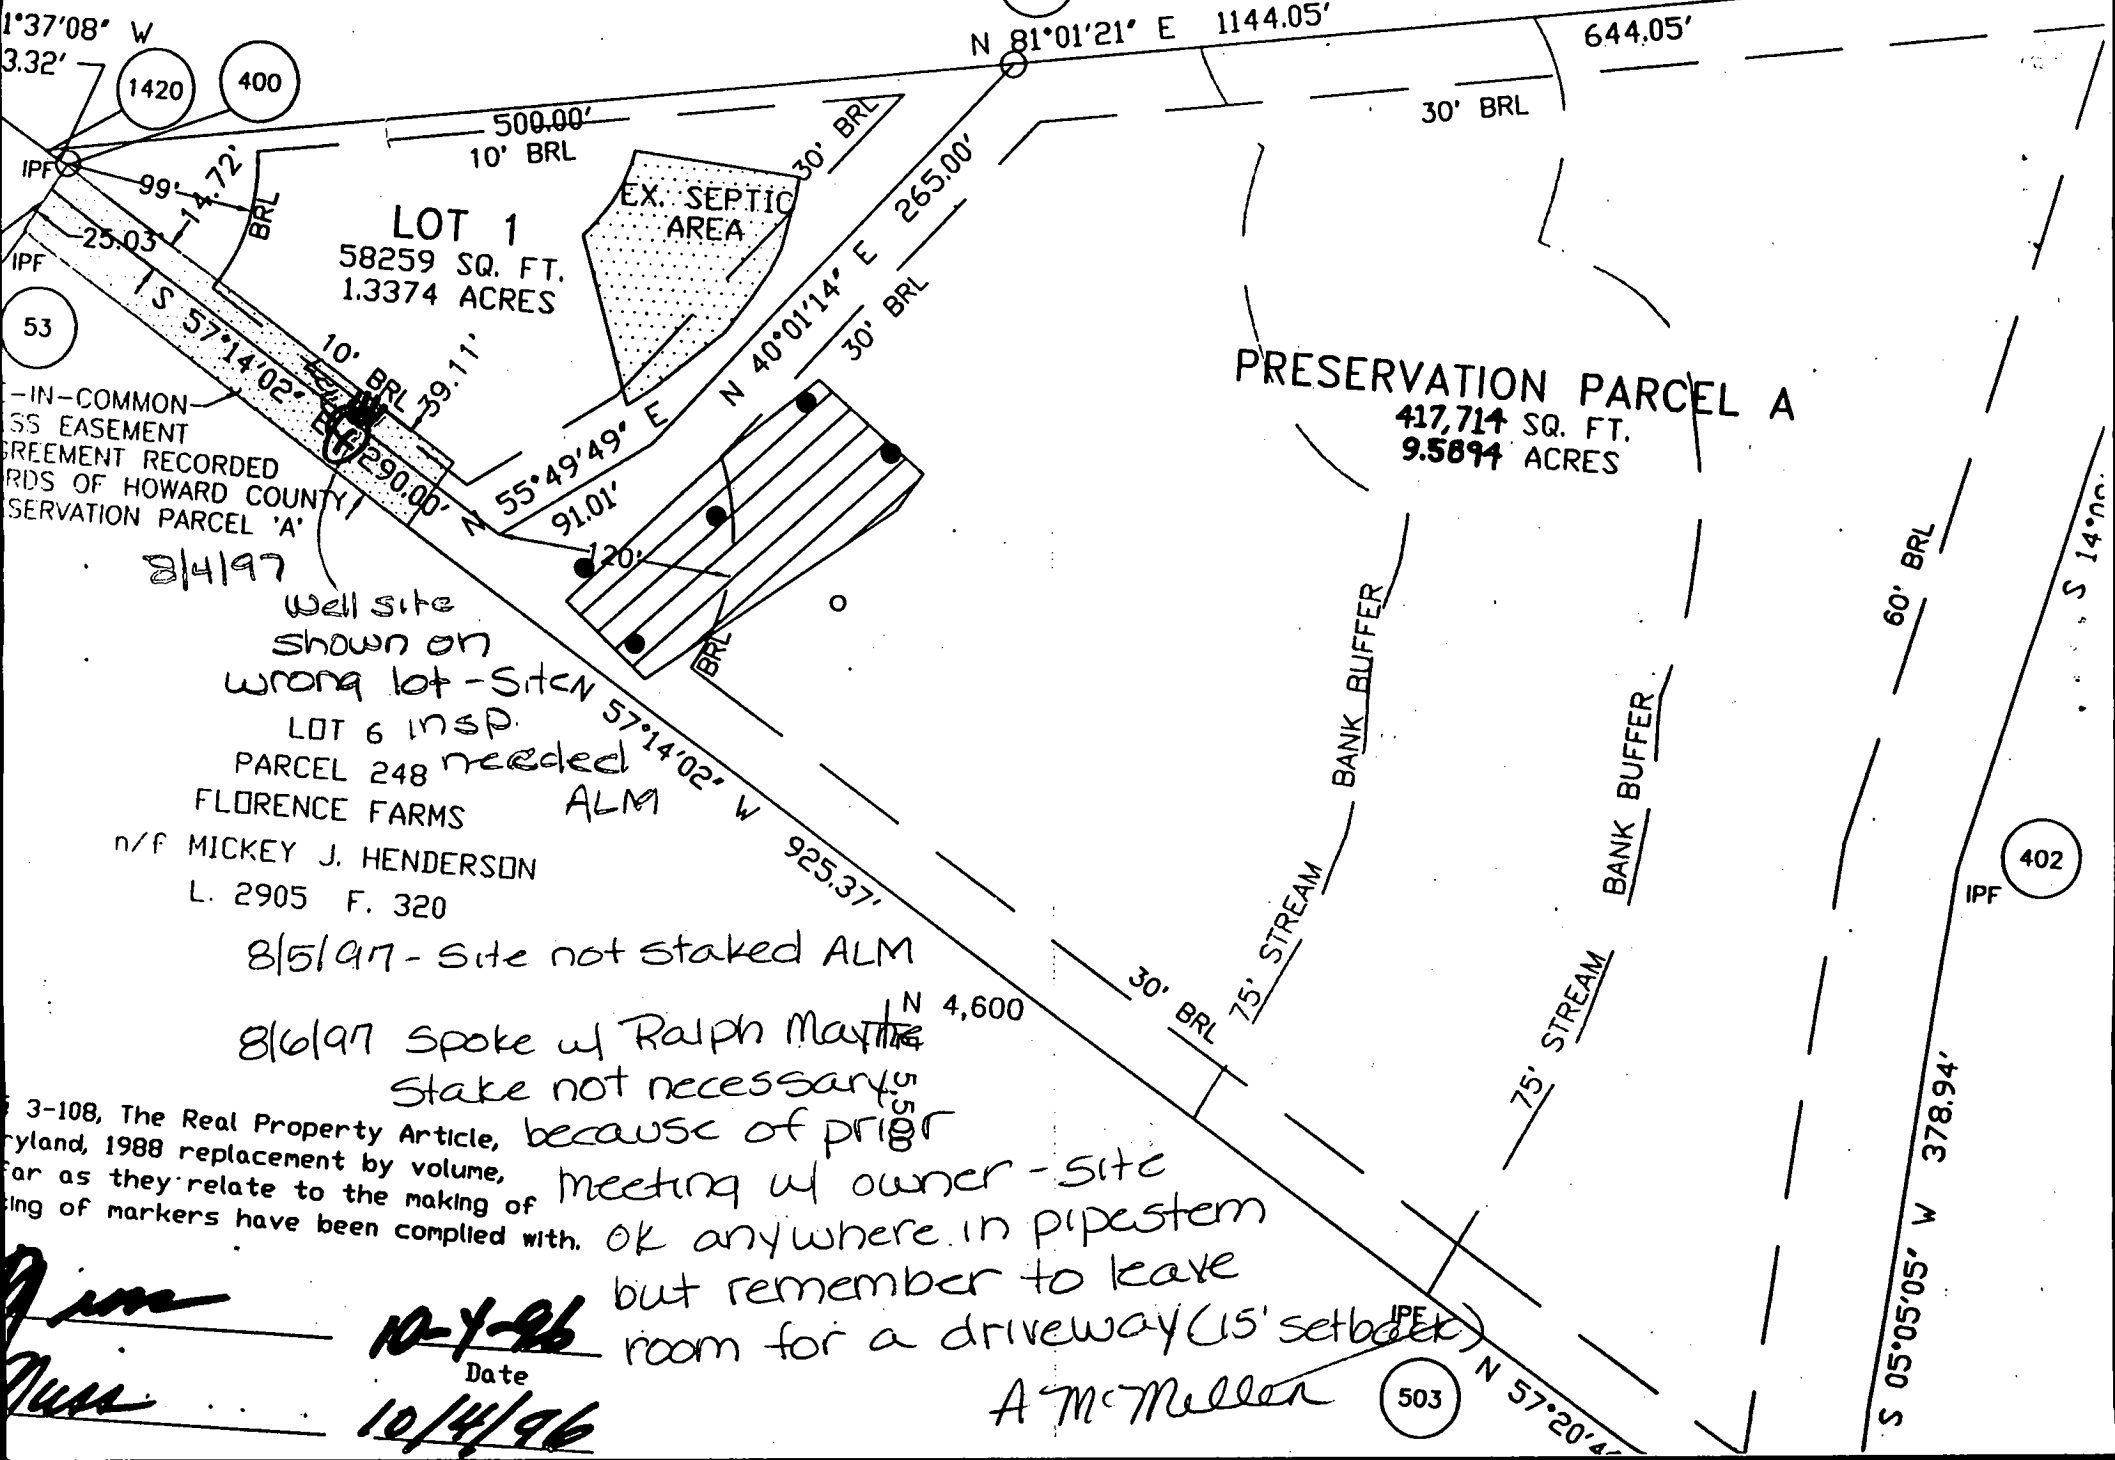 1°37'08" W
3.32'
1420
400
N 81°01'21" E 1144.05'
644.05'
30' BRL
500.00'
10' BRL
30' BRL
IPF
99'
14.72'
BRL
25.03'
IPF
53
LOT 1
58259 SQ. FT.
1.3374 ACRES
EX. SEPTIC
AREA
N 40°01'14" E 265.00'
30' BRL
S 57°14'02" E 290.00'
10' BRL
39.11'
N 55°49'49" E
91.01'
120'
BRL
PRESERVATION PARCEL A
417,714 SQ. FT.
9.5894 ACRES
-IN-COMMON
SS EASEMENT
GREEMENT RECORDED
RDS OF HOWARD COUNTY
SERVATION PARCEL 'A'
8/4/97
Well site
shown on
wrong lot - Site
insp.
needed
ALM
LOT 6
PARCEL 248
FLORENCE FARMS
n/f MICKEY J. HENDERSON
L. 2905 F. 320
N 57°14'02" W 925.37'
30' BRL
75' STREAM BANK BUFFER
75' STREAM BANK BUFFER
60' BRL
S 14°
402
IPF
S 05°05'05" W 378.94'
8/5/97 - Site not staked ALM
N 4,600
8/6/97 Spoke w/ Ralph
Stake not necessary
because of prior
meeting w/ owner - site
ok anywhere in pipestem
but remember to leave
room for a driveway (15' setback)
A McMillen
3-108, The Real Property Article,
ryland, 1988 replacement by volume,
ar as they relate to the making of
ing of markers have been complied with.
10-4-96
Date
10/4/96
IPF
503
N 57°20'4